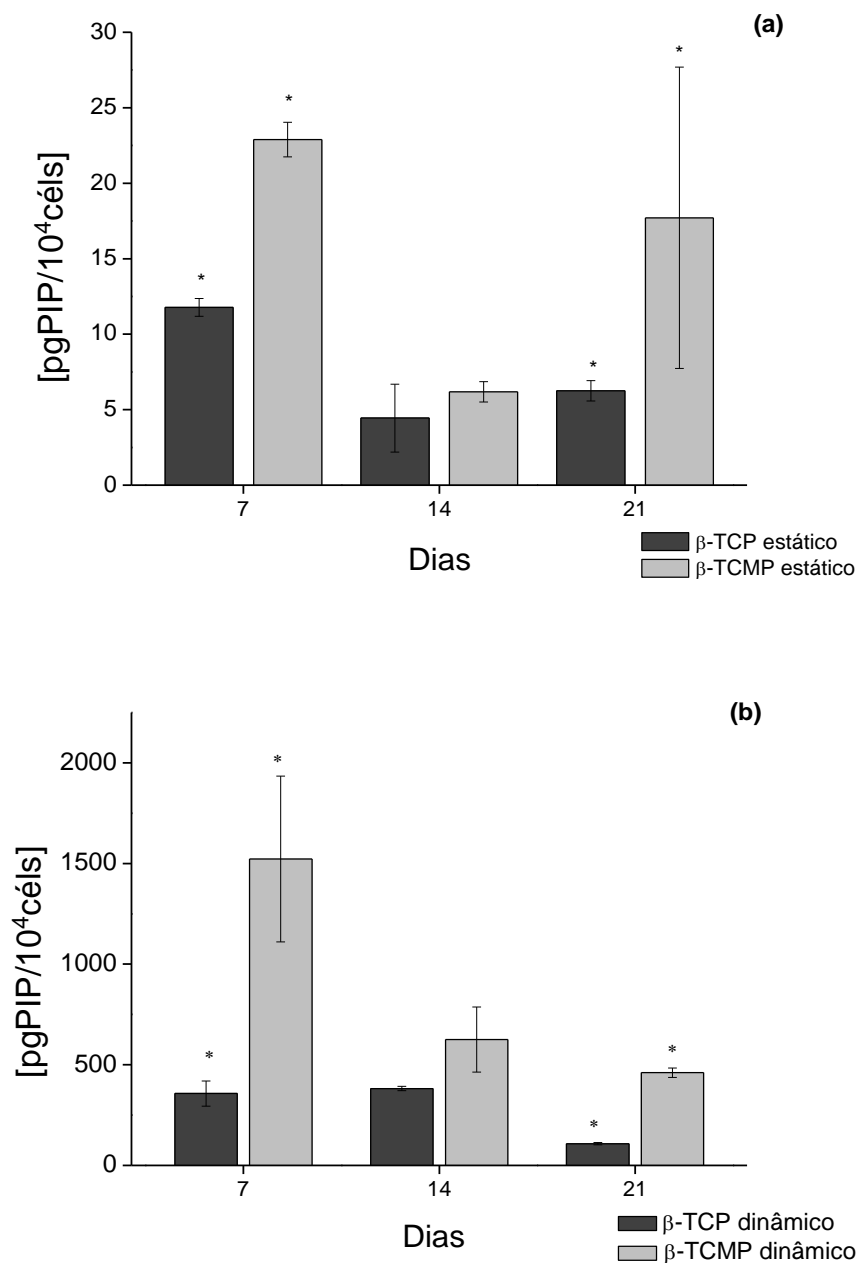 (a)
30
25
20
15
10
5
0
[pgPIP/10⁴céls]
* * * *
7 14 21
Dias
β-TCP estático
β-TCMP estático
(b)
2000
1500
1000
500
0
[pgPIP/10⁴céls]
* * * *
7 14 21
Dias
β-TCP dinâmico
β-TCMP dinâmico